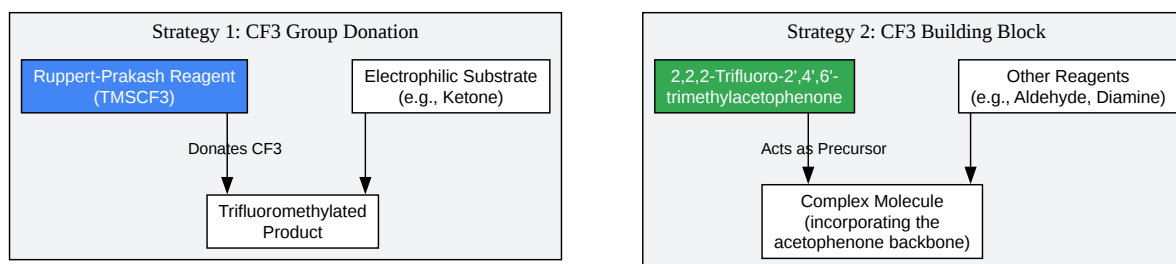 Strategy 1: CF3 Group Donation
Ruppert-Prakash Reagent
(TMSCF3)
Electrophilic Substrate
(e.g., Ketone)
Donates CF3
Trifluoromethylated
Product
Strategy 2: CF3 Building Block
2,2,2-Trifluoro-2',4',6'-
trimethylacetophenone
Other Reagents
(e.g., Aldehyde, Diamine)
Acts as Precursor
Complex Molecule
(incorporating the
acetophenone backbone)